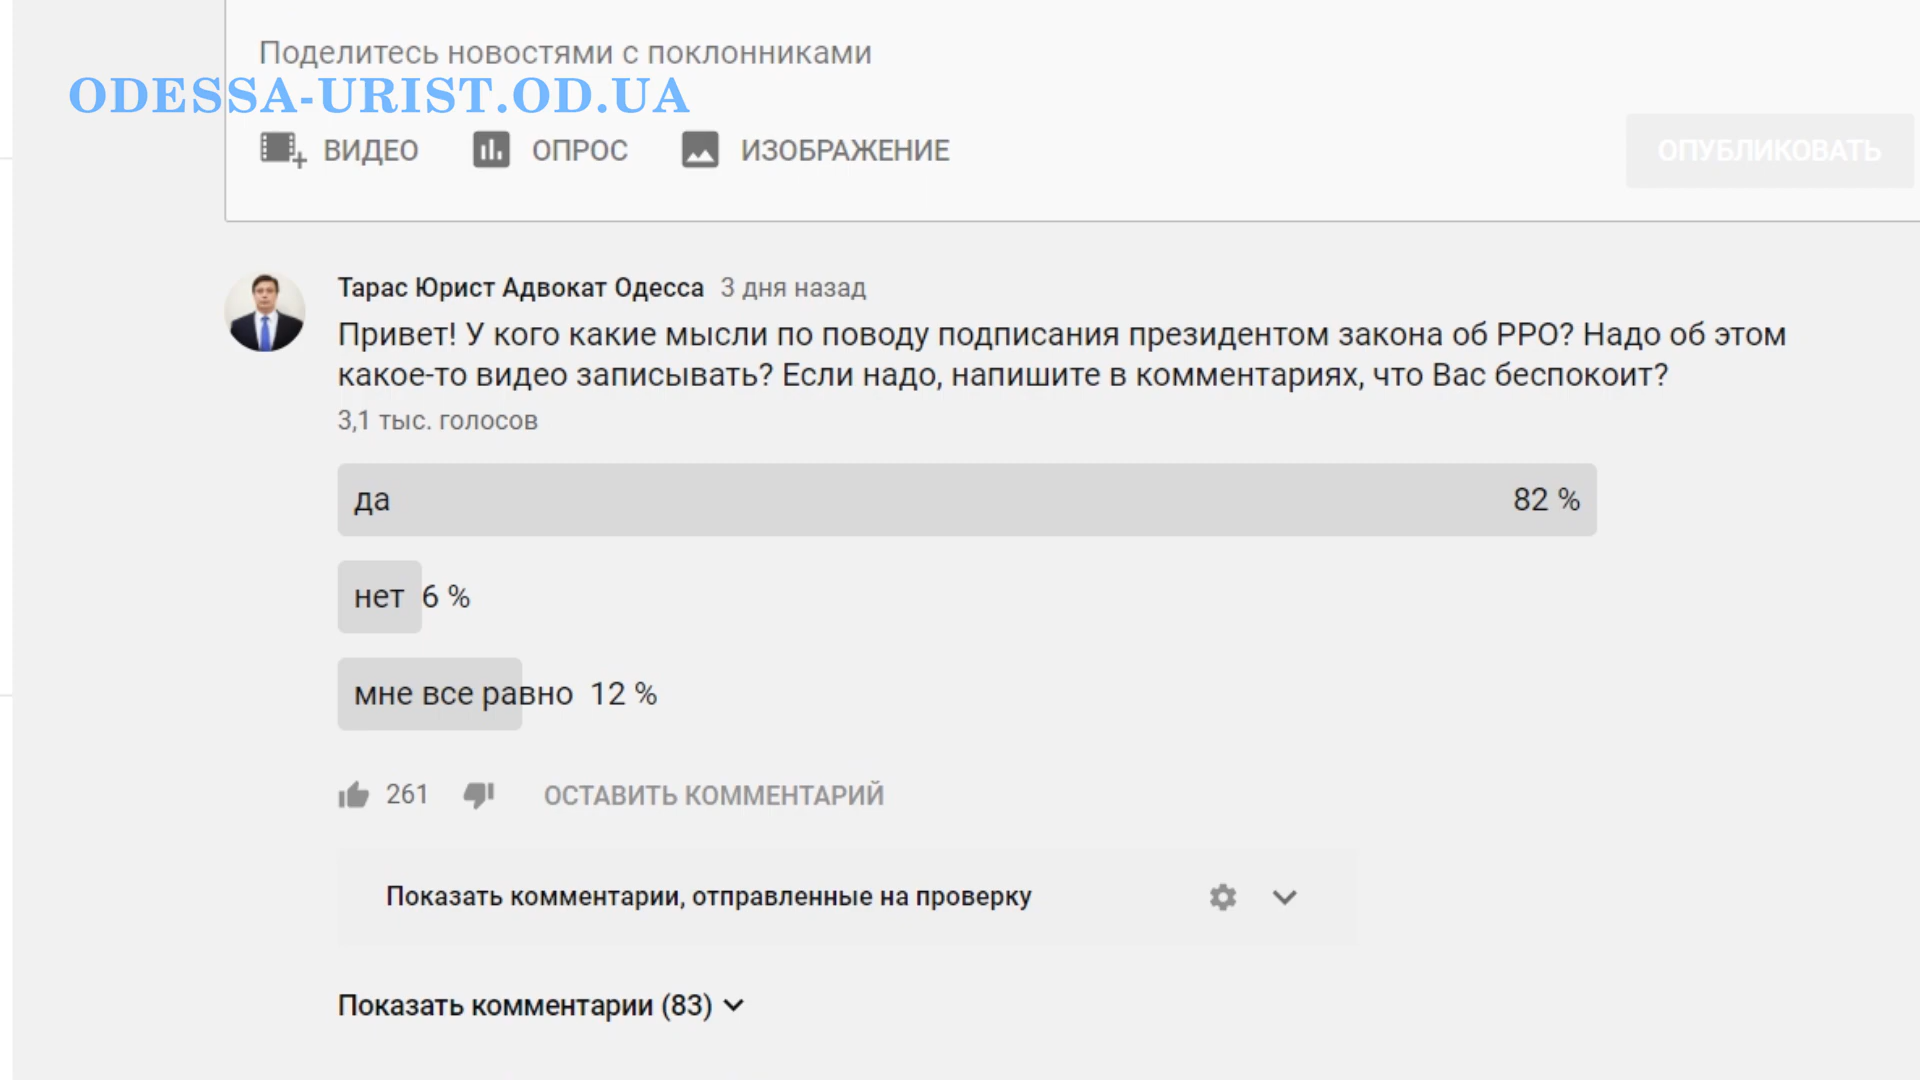 Поделитесь новостями с поклонниками
ODESSA-URIST.OD.UA
ВИДЕО ОПРОС ИЗОБРАЖЕНИЕ ОПУБЛИКОВАТЬ
Тарас Юрист Адвокат Одесса 3 дня назад
Привет! У кого какие мысли по поводу подписания президентом закона об РРО? Надо об этом
какое-то видео записывать? Если надо, напишите в комментариях, что Вас беспокоит?
3,1 тыс. голосов
да 82 %
нет 6 %
мне все равно 12 %
261 ОСТАВИТЬ КОММЕНТАРИЙ
Показать комментарии, отправленные на проверку
Показать комментарии (83)